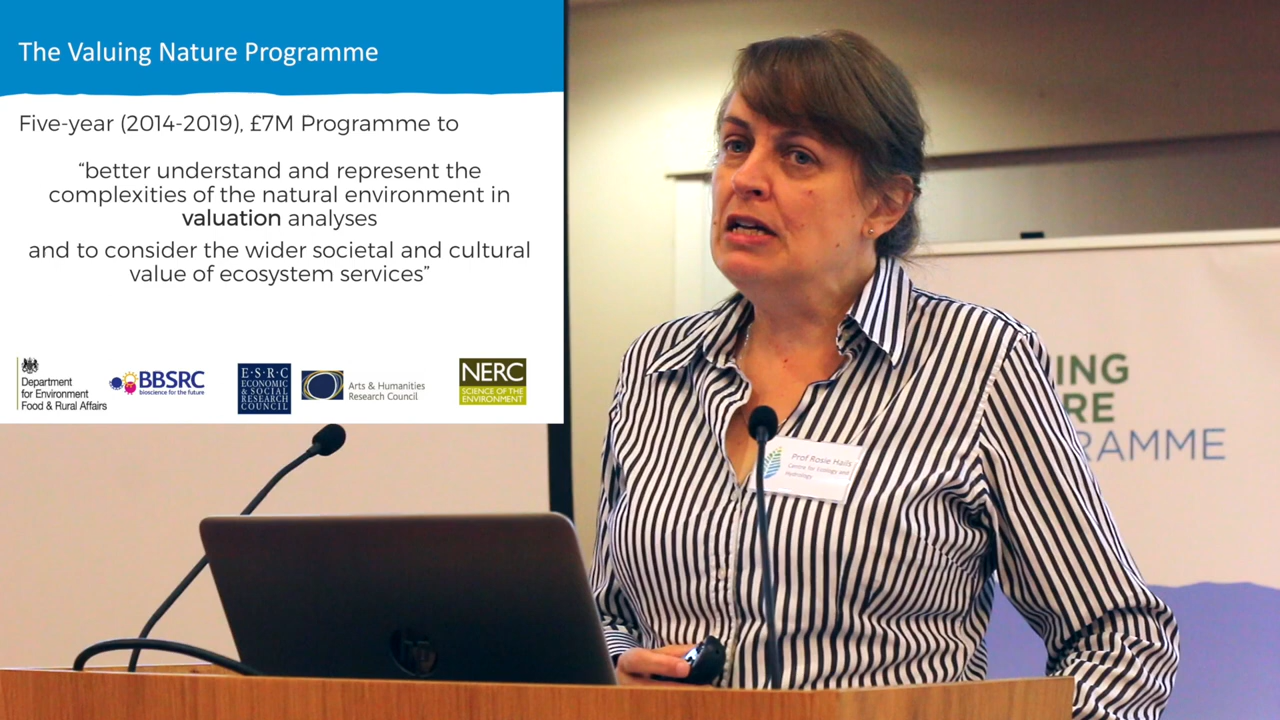 The Valuing Nature Programme
Five-year (2014-2019), £7M Programme to
“better understand and represent the
complexities of the natural environment in
valuation analyses
and to consider the wider societal and cultural
value of ecosystem services”
Department
for Environment
Food & Rural Affairs
BBSRC
bioscience for the future
E·S·R·C
ECONOMIC
& SOCIAL
RESEARCH
COUNCIL
Arts & Humanities
Research Council
NERC
SCIENCE OF THE
ENVIRONMENT
Prof Rosie Hails
Centre for Ecology and
Hydrology
ING
RE
RAMME